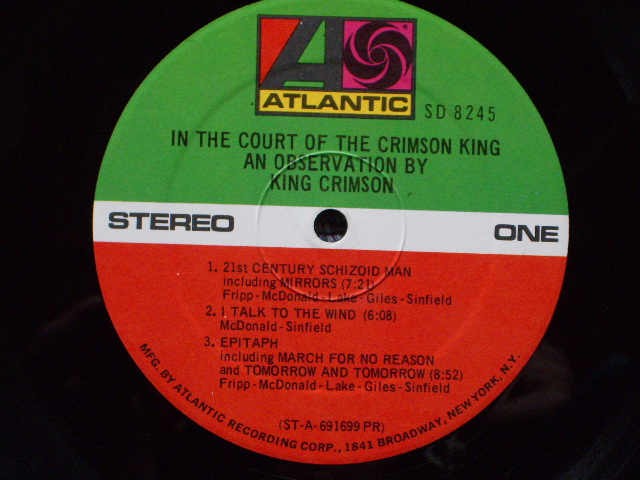 ATLANTIC
SD 8245
IN THE COURT OF THE CRIMSON KING
AN OBSERVATION BY
KING CRIMSON
STEREO
ONE
1. 21st CENTURY SCHIZOID MAN
including MIRRORS (7:21)
Fripp-McDonald-Lake-Giles-Sinfield
2. I TALK TO THE WIND (6:08)
McDonald-Sinfield
3. EPITAPH
including MARCH FOR NO REASON
and TOMORROW AND TOMORROW (8:52)
Fripp-McDonald-Lake-Giles-Sinfield
(ST-A-691699 PR)
MFG. BY ATLANTIC RECORDING CORP., 1841 BROADWAY, NEW YORK, N.Y.